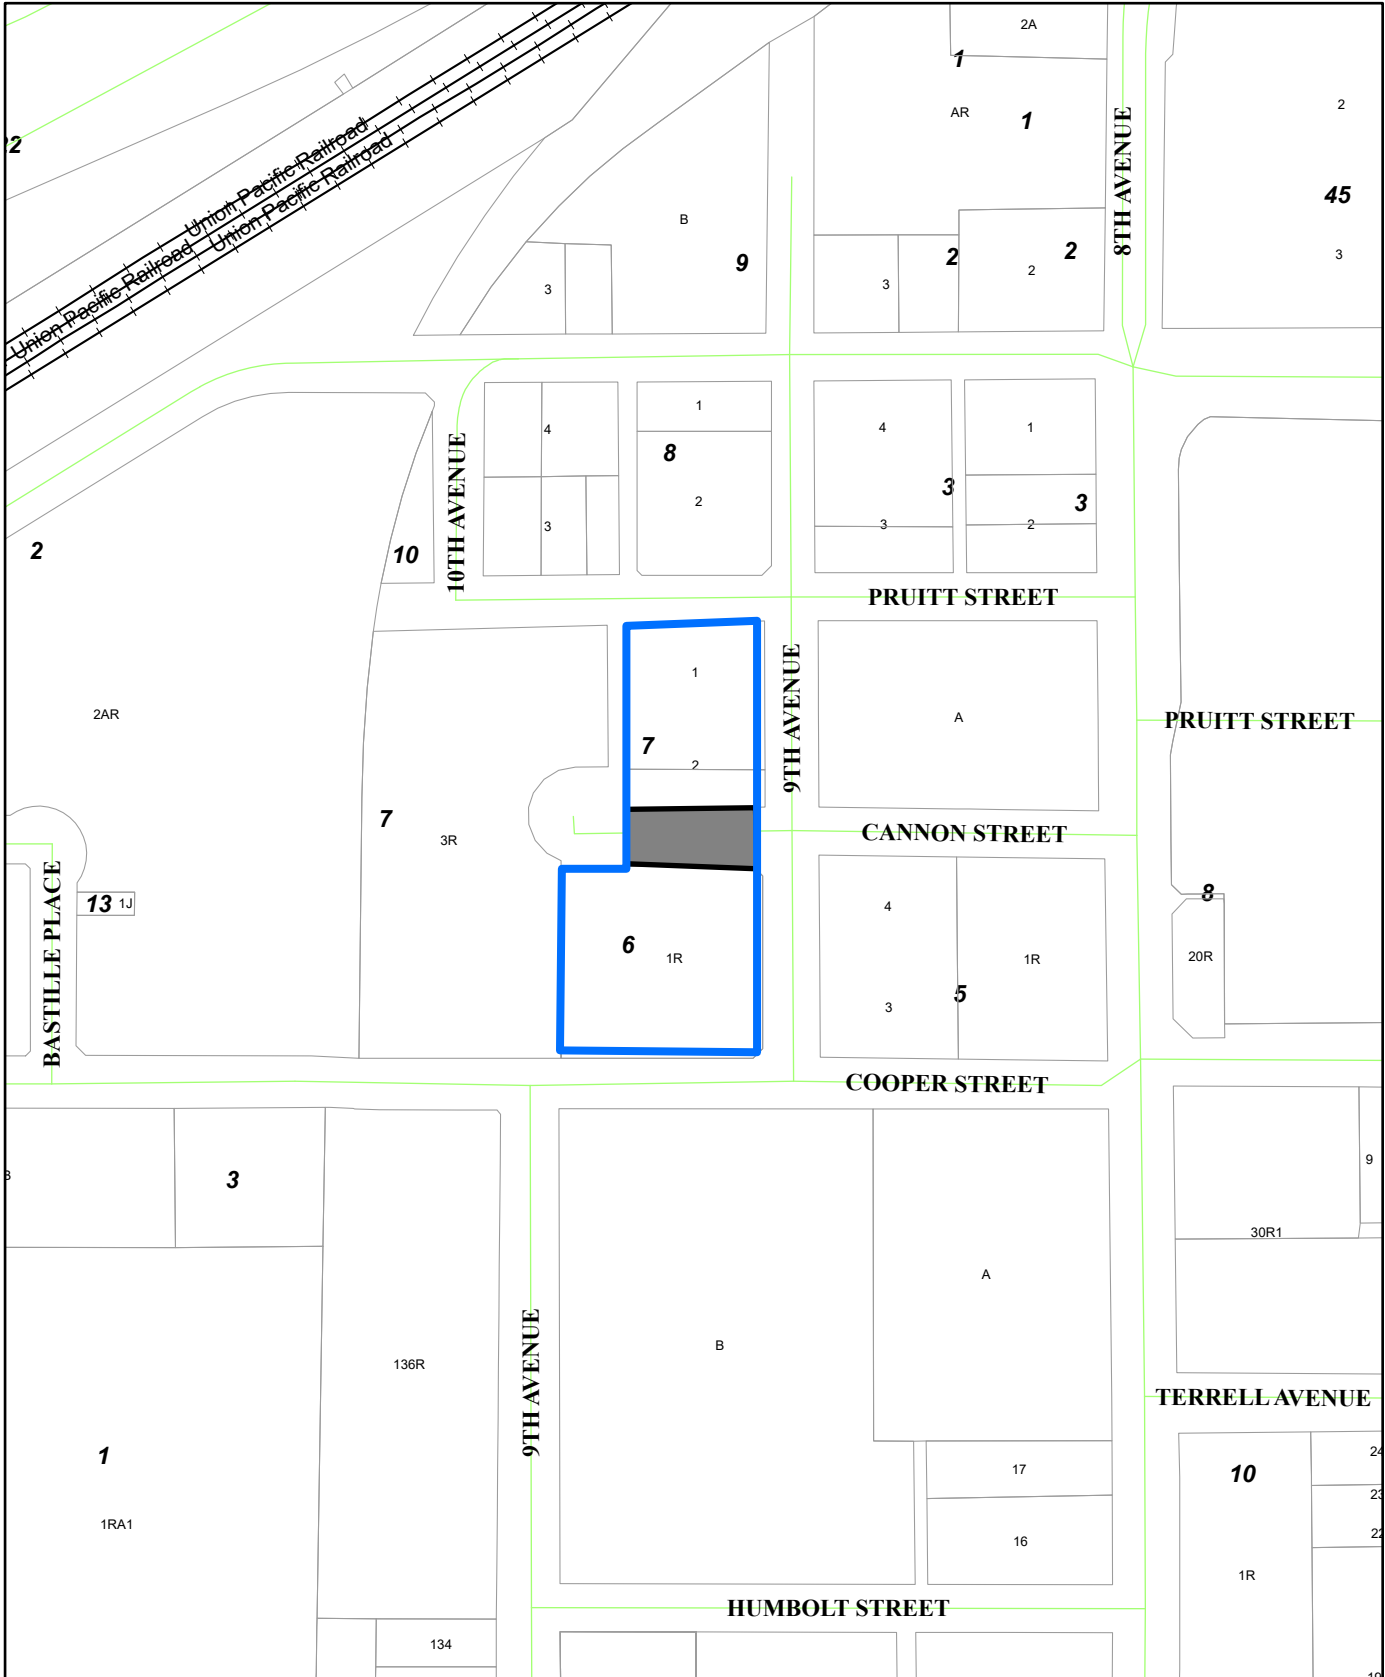 2A
1
AR
1
2
8TH AVENUE
45
Union Pacific Railroad
Union Pacific Railroad
Union Pacific Railroad
B
9
2
2
2
3
3
3
10TH AVENUE
4
1
8
2
3
4
1
3
3
3
2
2
10
PRUITT STREET
1
7
2
9TH AVENUE
A
PRUITT STREET
2AR
7
3R
CANNON STREET
BASTILLE PLACE
13
1J
6
1R
4
3
5
1R
8
20R
COOPER STREET
3
9
30R1
A
B
136R
9TH AVENUE
TERRELL AVENUE
1
1RA1
17
16
10
1R
24
23
22
HUMBOLT STREET
134